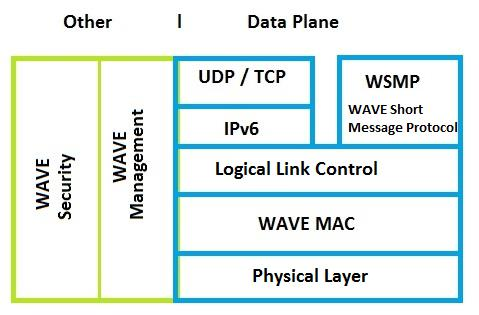 Other | Data Plane
UDP / TCP
WSMP
WAVE Short
Message Protocol
IPv6
WAVE
Security
WAVE
Management
Logical Link Control
WAVE MAC
Physical Layer